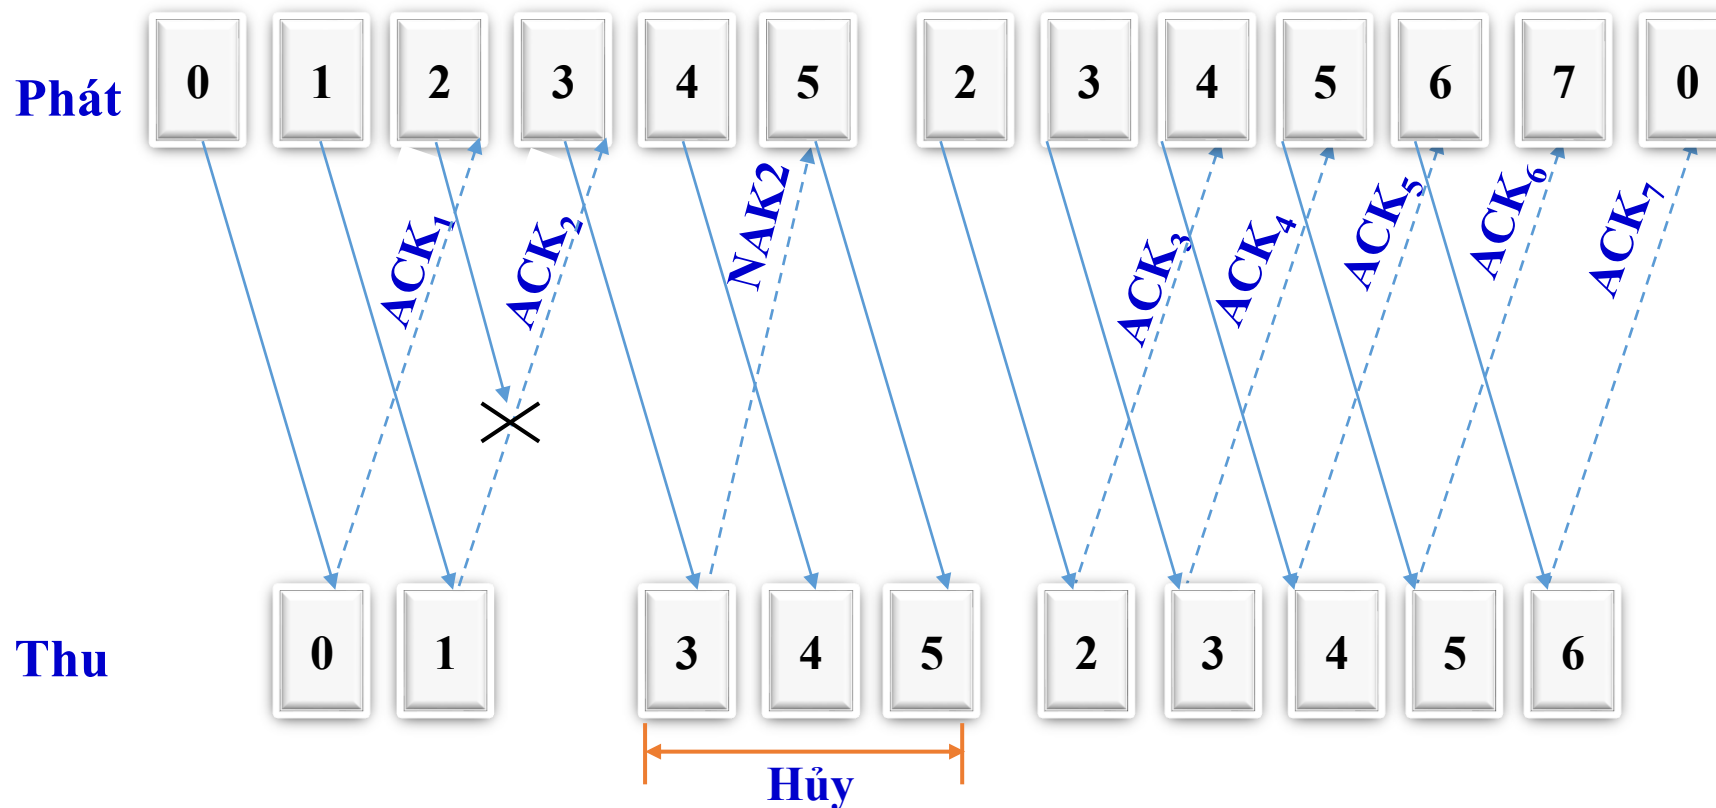 Phát 0 1 2 3 4 5 2 3 4 5 6 7 0
ACK1 ACK2 NAK2 ACK3 ACK4 ACK5 ACK6 ACK7
Thu 0 1 3 4 5 2 3 4 5 6
Hủy